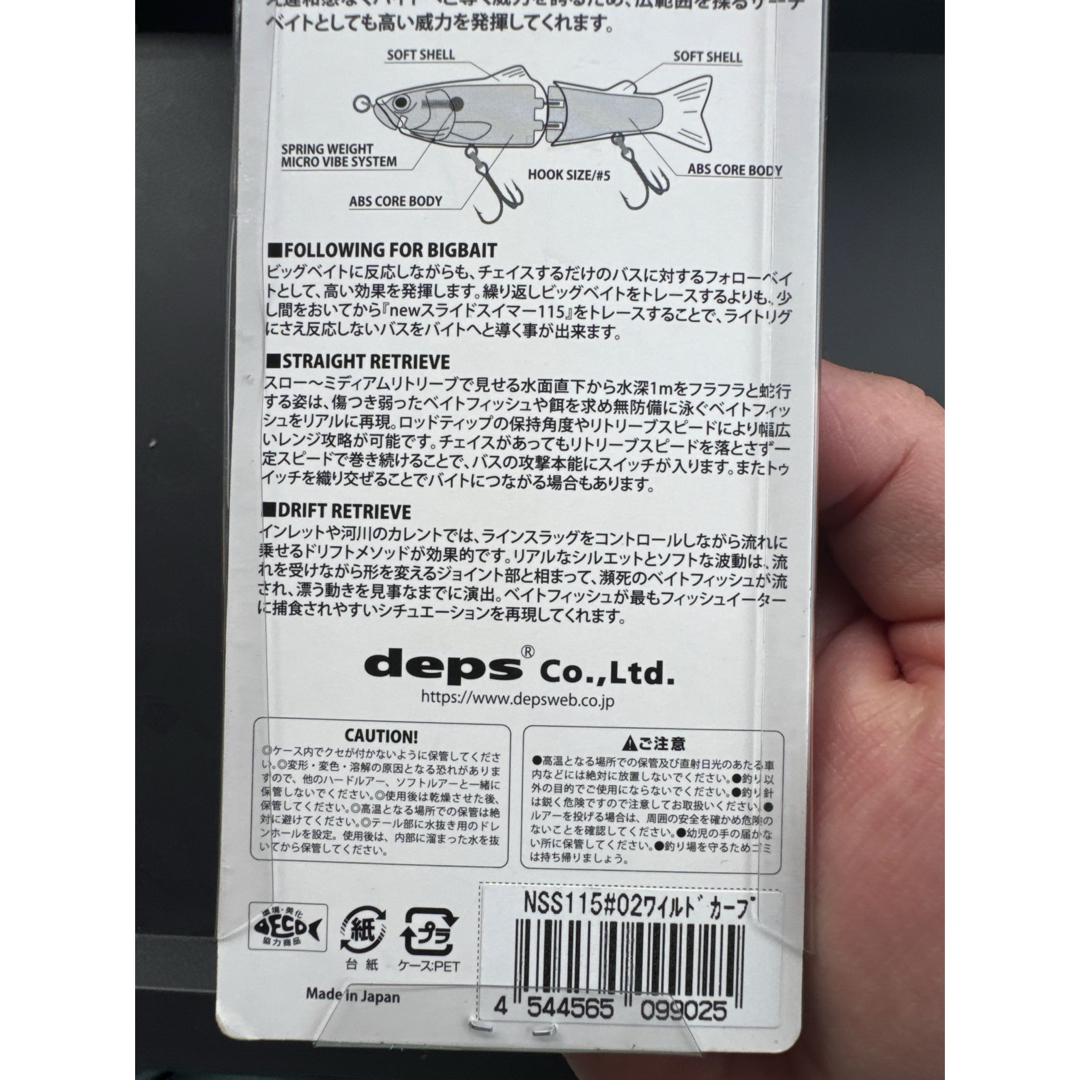 え違和感なくバイトへと導く威力を誇るため、広範囲を探るサーチ
ベイトとしても高い威力を発揮してくれます。
SOFT SHELL
SOFT SHELL
SPRING WEIGHT
MICRO VIBE SYSTEM
HOOK SIZE/#5
ABS CORE BODY
ABS CORE BODY
■FOLLOWING FOR BIGBAIT
ビッグベイトに反応しながらも、チェイスするだけのバスに対するフォローベイ
トとして、高い効果を発揮します。繰り返しビッグベイトをトレースするよりも、少
し間をおいてから『newスライドスイマー115』をトレースすることで、ライトリグ
にさえ反応しないバスをバイトへと導く事が出来ます。
■STRAIGHT RETRIEVE
スロー〜ミディアムリトリーブで見せる水面直下から水深1mをフラフラと蛇行
する姿は、傷つき弱ったベイトフィッシュや餌を求め無防備に泳ぐベイトフィッ
シュをリアルに再現。ロッドティップの保持角度やリトリーブスピードにより幅広
いレンジ攻略が可能です。チェイスがあってもリトリーブスピードを落とさず一
定スピードで巻き続けることで、バスの攻撃本能にスイッチが入ります。またトゥ
イッチを織り交ぜることでバイトにつながる場合もあります。
■DRIFT RETRIEVE
インレットや河川のカレントでは、ラインスラッグをコントロールしながら流れに
乗せるドリフトメソッドが効果的です。リアルなシルエットとソフトな波動は、流
れを受けながら形を変えるジョイント部と相まって、瀕死のベイトフィッシュが流
され、漂う動きを見事なまでに演出。ベイトフィッシュが最もフィッシュイーター
に捕食されやすいシチュエーションを再現してくれます。
deps® Co.,Ltd.
https://www.depsweb.co.jp
CAUTION!
◎ケース内でクセが付かないように保管してくださ
い。◎変形・変色・溶解の原因となる恐れがありま
すので、他のハードルアー、ソフトルアーと一緒に
保管しないでください。◎使用後は乾燥させた後、
保管してください。◎高温となる場所での保管は絶
対に避けてください。◎テール部に水抜き用のドレ
ンホールを設定。使用後は、内部に溜まった水を抜
いてから保管してください。
⚠ご注意
●高温となる場所での保管及び直射日光のあたる車
内などには絶対に放置しないでください。●釣り以
外の目的でご使用にならないでください。●釣り針
は鋭く危険ですので注意してお取扱いください。●
ルアーを投げる場合は、周囲の安全を確かめ危険の
ないことを確認してください。●幼児の手の届かな
い所に保管してください。●釣り場を守るためゴミ
は持ち帰りましょう。
環境・美化
ECO
協力商品
紙
台紙
プラ
ケース:PET
Made in Japan
NSS115#02ワイルドカープ
4 544565 099025